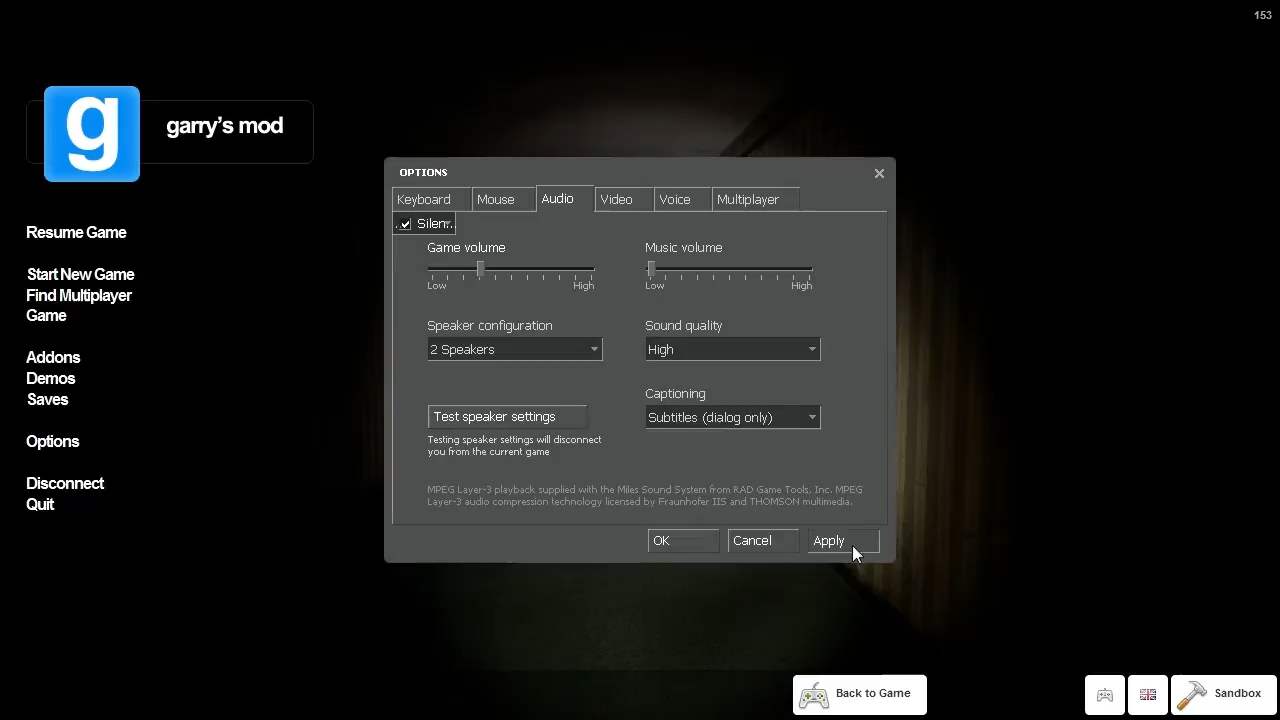 153
g
garry's mod
Resume Game
Start New Game
Find Multiplayer
Game
Addons
Demos
Saves
Options
Disconnect
Quit
OPTIONS
Keyboard Mouse Audio Video Voice Multiplayer
Game volume
Low High
Music volume
Low High
Speaker configuration
2 Speakers
Sound quality
High
Captioning
Subtitles (dialog only)
Test speaker settings
Testing speaker settings will disconnect
you from the current game
MPEG Layer-3 playback supplied with the Miles Sound System from RAD Game Tools, Inc. MPEG
Layer-3 audio compression technology licensed by Fraunhofer IIS and THOMSON multimedia.
OK Cancel Apply
Back to Game
Sandbox